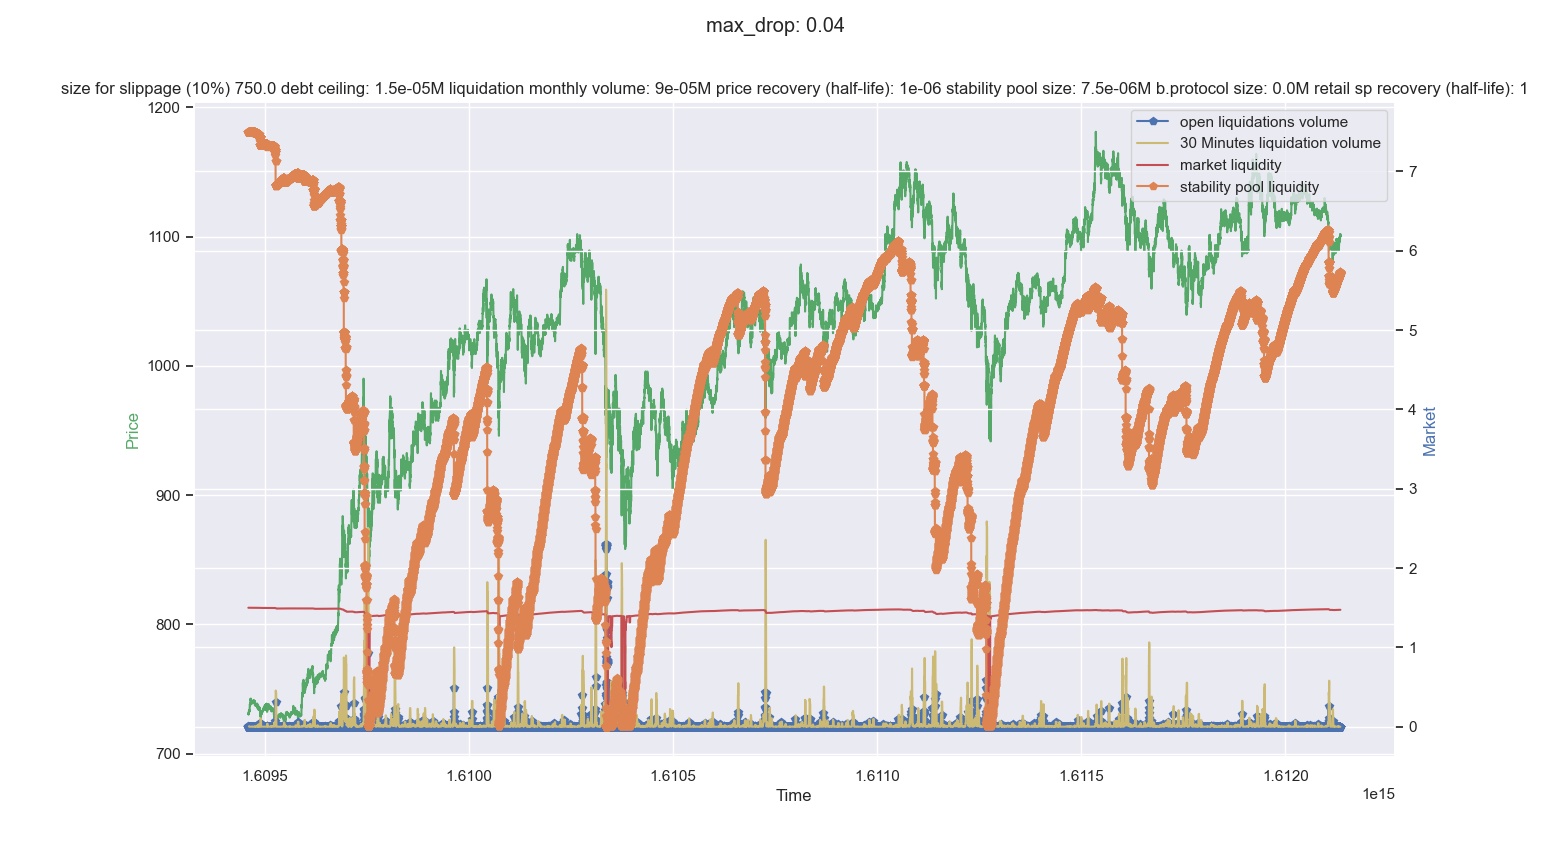 max_drop: 0.04
size for slippage (10%) 750.0 debt ceiling: 1.5e-05M liquidation monthly volume: 9e-05M price recovery (half-life): 1e-06 stability pool size: 7.5e-06M b.protocol size: 0.0M retail sp recovery (half-life): 1
open liquidations volume
30 Minutes liquidation volume
market liquidity
stability pool liquidity
1200
1100
1000
900
800
700
Price
7
6
5
4
3
2
1
0
Market
1.6095 1.6100 1.6105 1.6110 1.6115 1.6120
1e15
Time